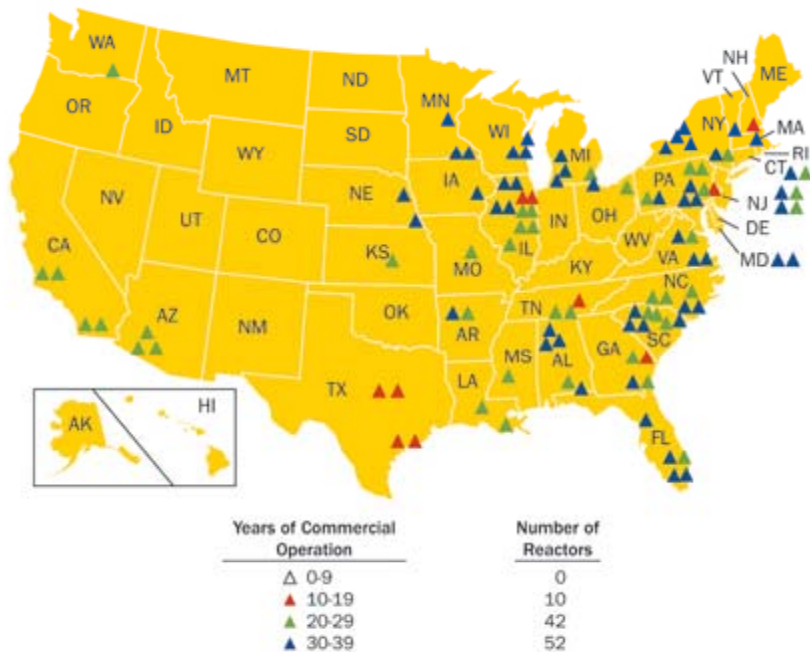 WA
MT
ND
MN
VT
NH
ME
OR
ID
SD
WI
NY
MA
WY
MI
RI
CT
NV
NE
IA
PA
NJ
UT
CO
IL
IN
OH
DE
CA
KS
MO
WV
VA
MD
KY
NC
AZ
NM
OK
AR
TN
SC
MS
AL
GA
TX
LA
HI
AK
FL
Years of Commercial
Operation
Number of
Reactors
0-9 0
10-19 10
20-29 42
30-39 52